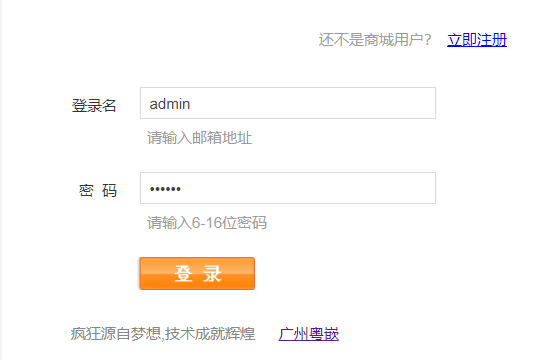 还不是商城用户？ 立即注册
登录名 admin
请输入邮箱地址
密 码 ••••••
请输入6-16位密码
登 录
疯狂源自梦想,技术成就辉煌 广州粤嵌